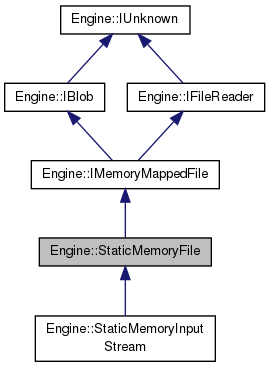 Engine::IUnknown
Engine::IBlob
Engine::IFileReader
Engine::IMemoryMappedFile
Engine::StaticMemoryFile
Engine::StaticMemoryInput
Stream